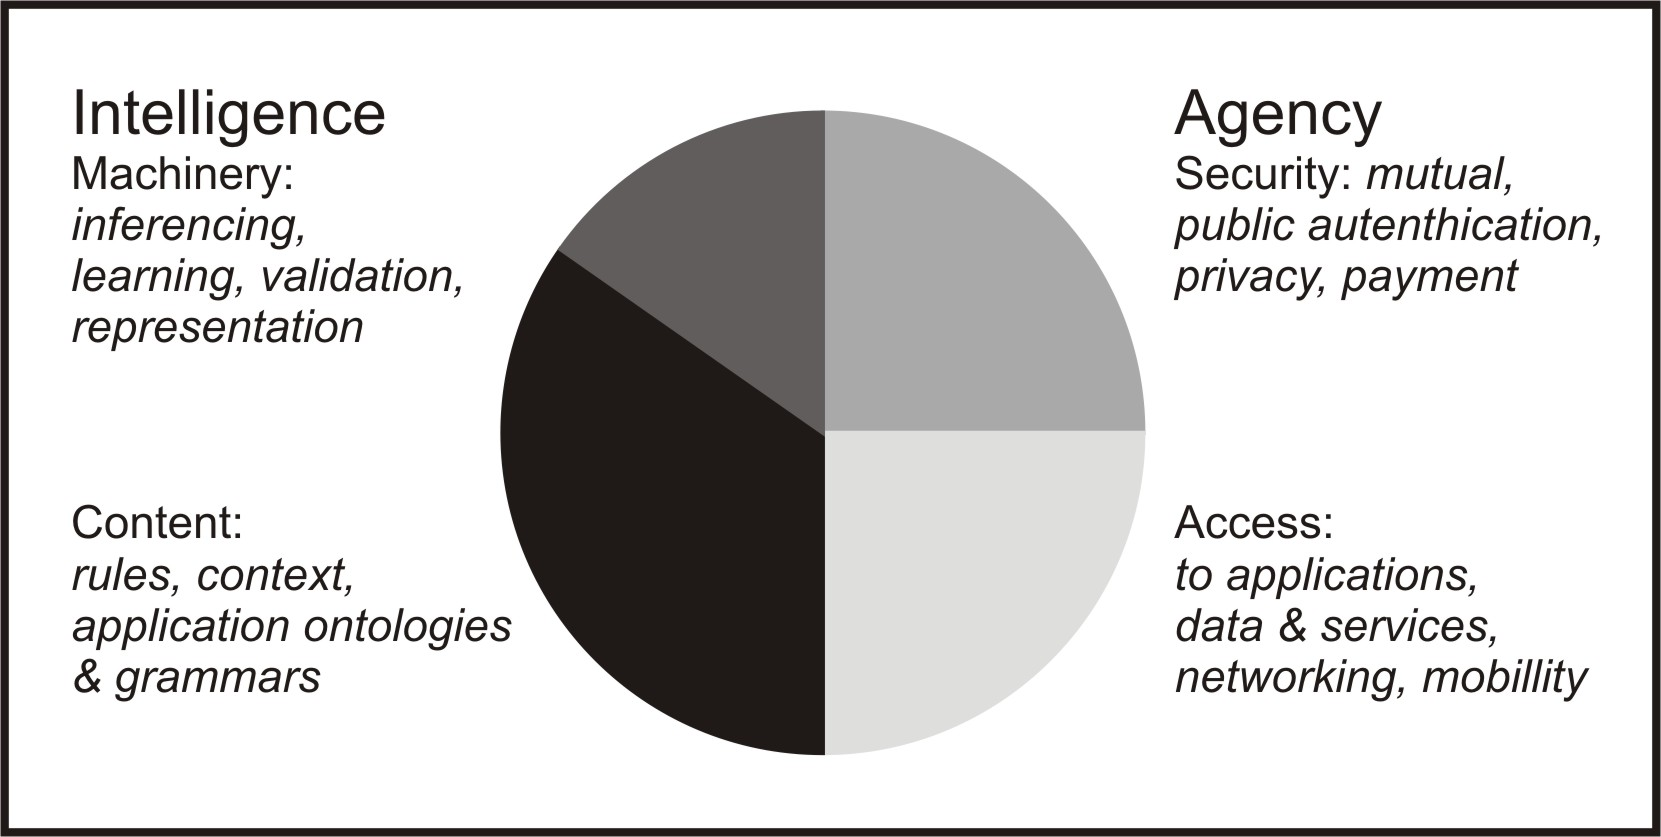 Intelligence
Machinery:
inferencing,
learning, validation,
representation
Content:
rules, context,
application ontologies
& grammars
Agency
Security: mutual,
public autenthication,
privacy, payment
Access:
to applications,
data & services,
networking, mobillity